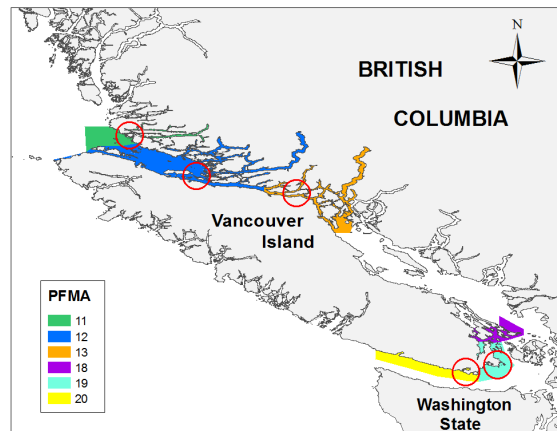 N
BRITISH
COLUMBIA
Vancouver
Island
PFMA
11
12
13
18
19
20
Washington
State